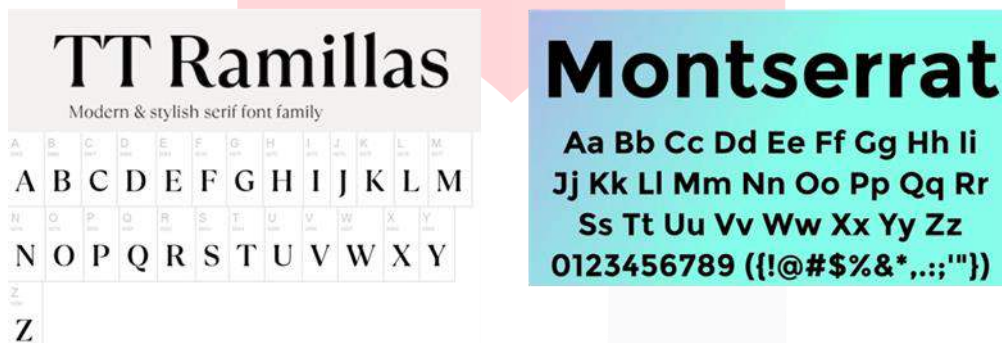 TT Ramillas
Modern & stylish serif font family
A B C D E F G H I J K L M
A B C D E F G H I J K L M
N O P Q R S T U V W X Y
N O P Q R S T U V W X Y
Z
Z
Montserrat
Aa Bb Cc Dd Ee Ff Gg Hh Ii
Jj Kk Ll Mm Nn Oo Pp Qq Rr
Ss Tt Uu Vv Ww Xx Yy Zz
0123456789 ({!@#$%&*,.:;'"})